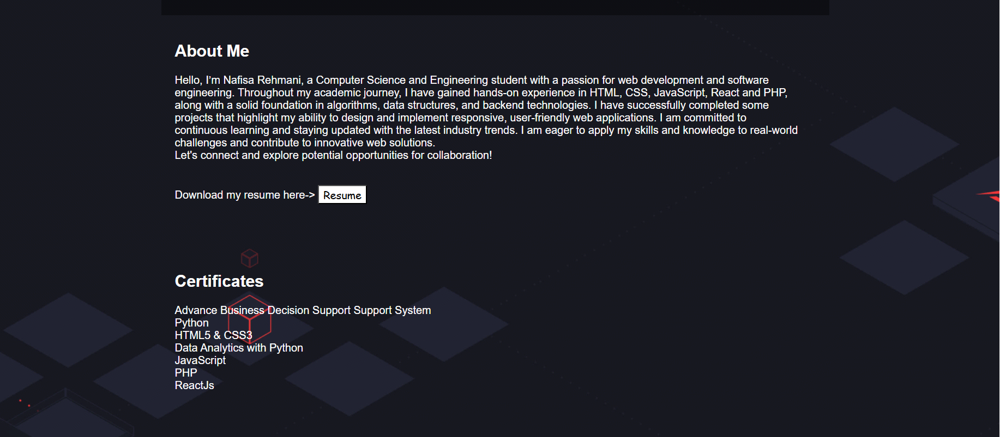 About Me
Hello, I’m Nafisa Rehmani, a Computer Science and Engineering student with a passion for web development and software
engineering. Throughout my academic journey, I have gained hands-on experience in HTML, CSS, JavaScript, React and PHP,
along with a solid foundation in algorithms, data structures, and backend technologies. I have successfully completed some
projects that highlight my ability to design and implement responsive, user-friendly web applications. I am committed to
continuous learning and staying updated with the latest industry trends. I am eager to apply my skills and knowledge to real-world
challenges and contribute to innovative web solutions.
Let's connect and explore potential opportunities for collaboration!
Download my resume here-> Resume
Certificates
Advance Business Decision Support Support System
Python
HTML5 & CSS3
Data Analytics with Python
JavaScript
PHP
ReactJs